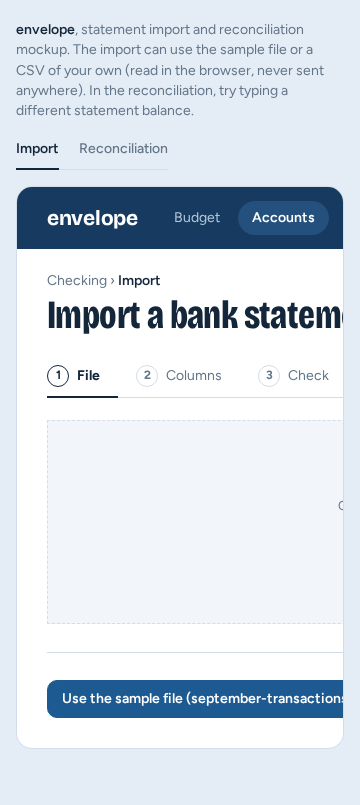 envelope, statement import and reconciliation
mockup. The import can use the sample file or a
CSV of your own (read in the browser, never sent
anywhere). In the reconciliation, try typing a
different statement balance.
Import Reconciliation
envelope Budget Accounts
Checking › Import
Import a bank
1 File 2 Columns 3 Check
Use the sample file (september-transactions